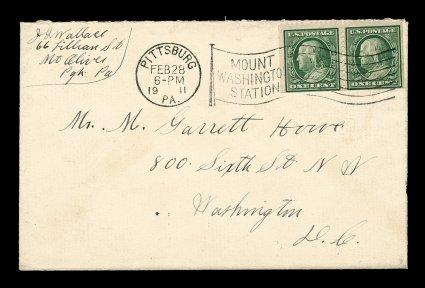 J. A. Wallace
66 Lillian St
Mt Oliver
Pgh. Pa
PITTSBURG
FEB 28
6-PM
19 11
PA.
MOUNT
WASHINGTON
STATION
U.S. POSTAGE
ONE CENT
U.S. POSTAGE
ONE CENT
Mr. M. Garrett Howe
800. Sixth St N W
Washington
D. C.